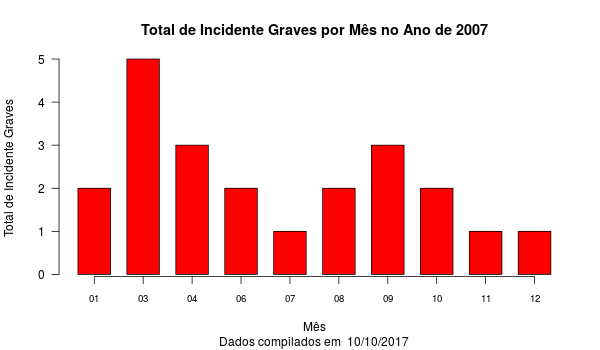 Total de Incidente Graves por Mês no Ano de 2007
Total de Incidente Graves
5
4
3
2
1
0
01 03 04 06 07 08 09 10 11 12
Mês
Dados compilados em 10/10/2017